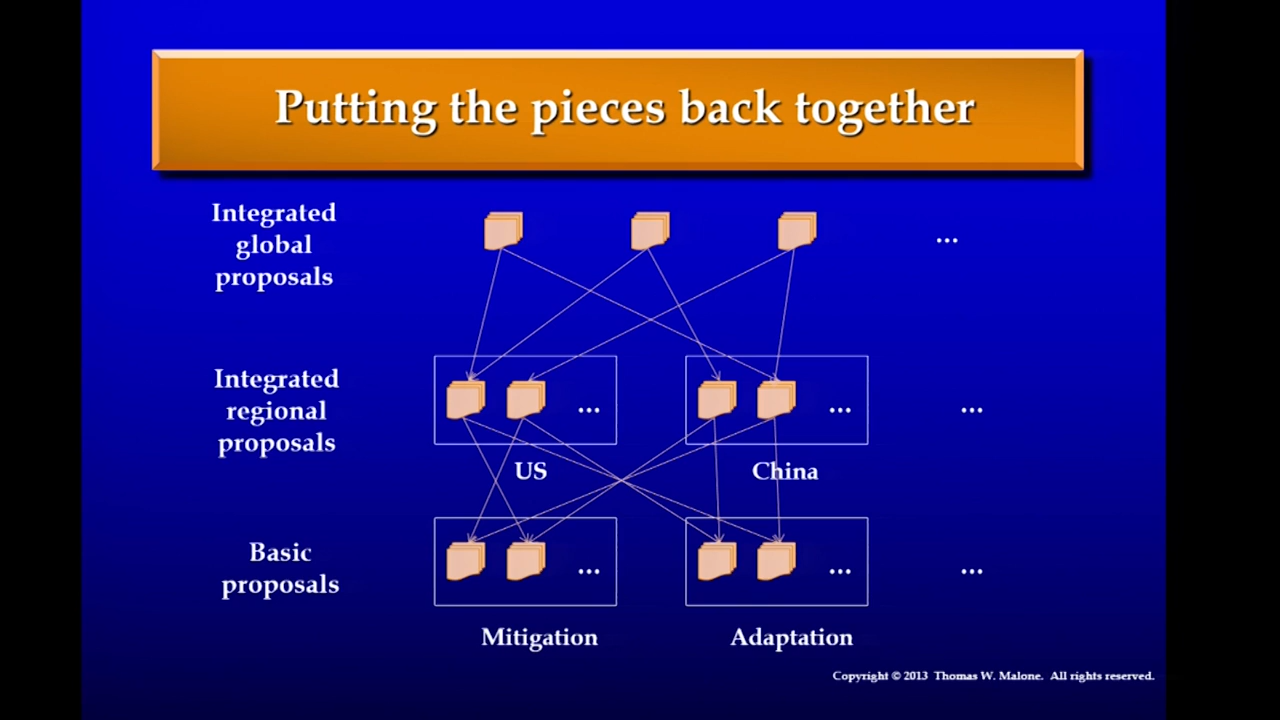 Putting the pieces back together
Integrated
global
proposals
...
Integrated
regional
proposals
...
...
...
US
China
Basic
proposals
...
...
...
Mitigation
Adaptation
Copyright © 2013 Thomas W. Malone. All rights reserved.